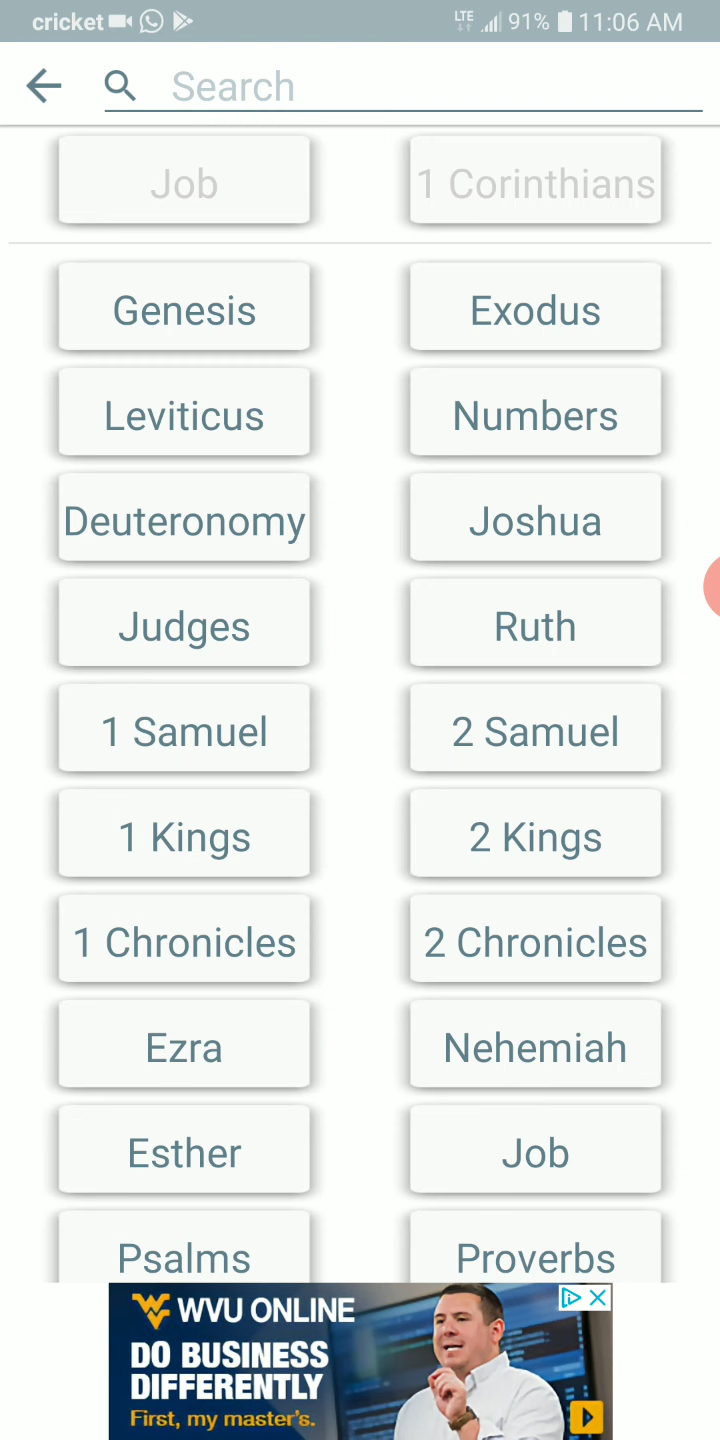 cricket LTE 91% 11:06 AM
Search
Job 1 Corinthians
Genesis Exodus
Leviticus Numbers
Deuteronomy Joshua
Judges Ruth
1 Samuel 2 Samuel
1 Kings 2 Kings
1 Chronicles 2 Chronicles
Ezra Nehemiah
Esther Job
Psalms Proverbs
WV WVU ONLINE
DO BUSINESS
DIFFERENTLY
First, my master's.